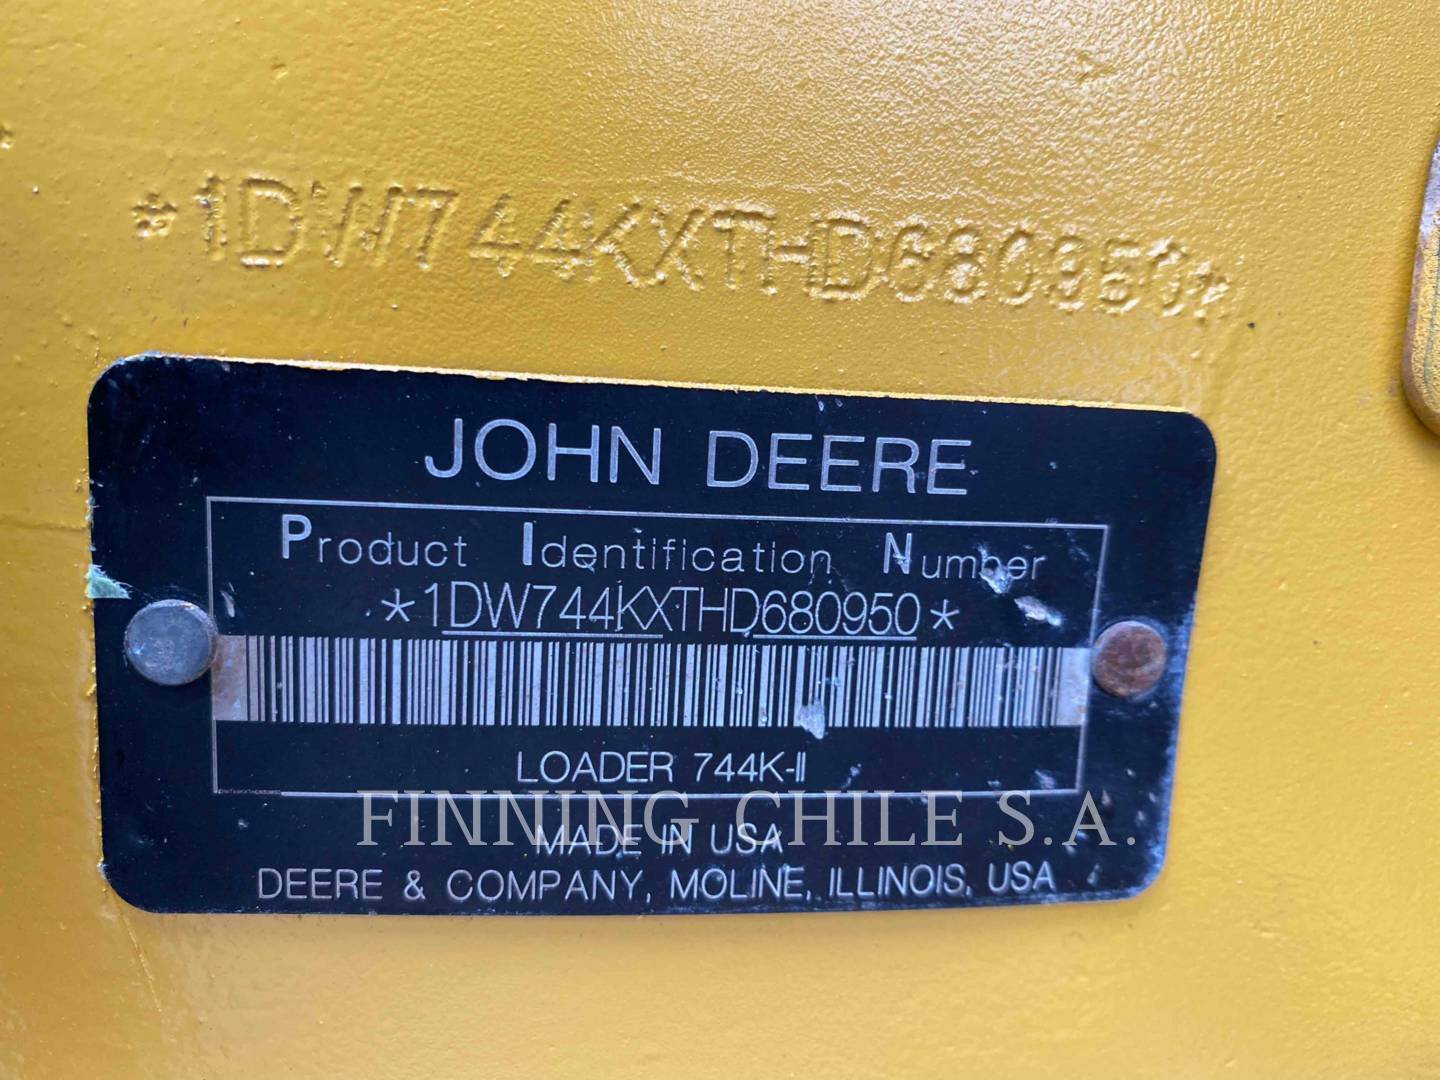 *1DW744KXTHD680950*
JOHN DEERE
Product Identification Number
*1DW744KXTHD680950*
LOADER 744K-II
FINNING CHILE S.A.
MADE IN USA
DEERE & COMPANY, MOLINE, ILLINOIS, USA